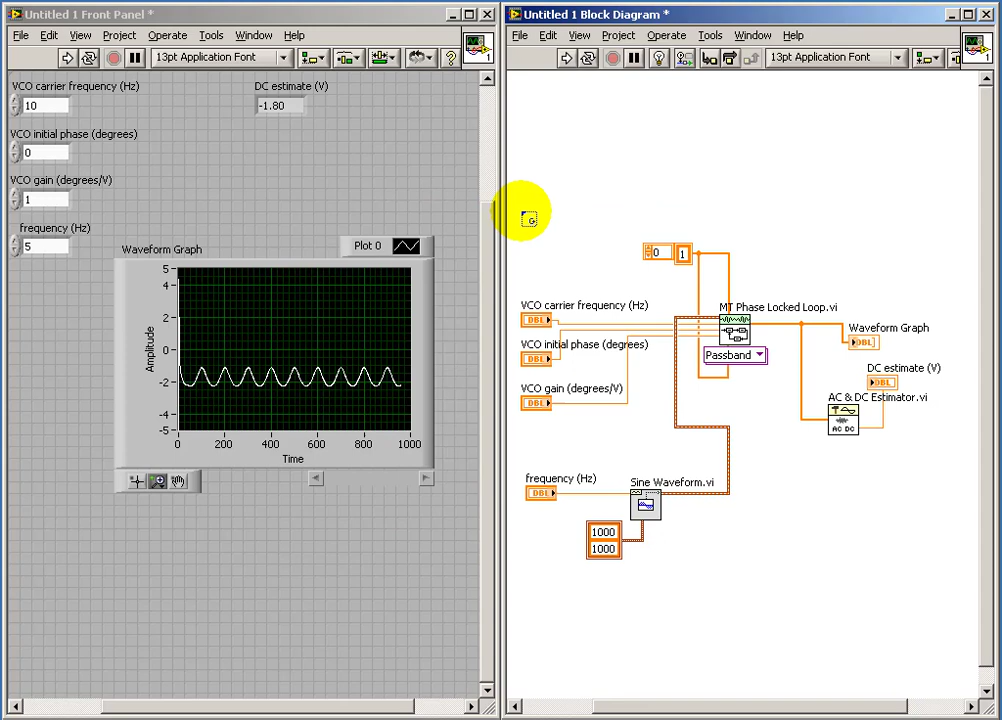 Untitled 1 Front Panel *
File Edit View Project Operate Tools Window Help
13pt Application Font
1
VCO carrier frequency (Hz)
10
DC estimate (V)
-1.80
VCO initial phase (degrees)
0
VCO gain (degrees/V)
1
frequency (Hz)
5
Waveform Graph
Plot 0
Amplitude
5
4
2
0
-2
-4
-5
0 200 400 600 800 1000
Time
Untitled 1 Block Diagram *
File Edit View Project Operate Tools Window Help
13pt Application Font
1
G
0 1
VCO carrier frequency (Hz)
DBL
MT Phase Locked Loop.vi
Passband
VCO initial phase (degrees)
DBL
Waveform Graph
DBL
DC estimate (V)
DBL
VCO gain (degrees/V)
DBL
AC & DC Estimator.vi
AC DC
frequency (Hz)
DBL
Sine Waveform.vi
1000
1000